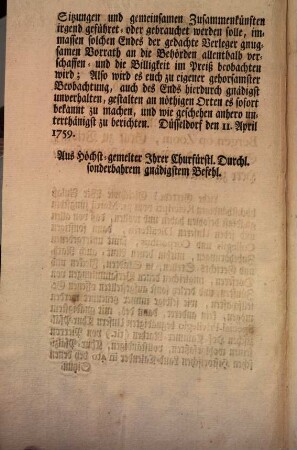 Sizungen und gemeinsamen Zusammenkünften
irgend geführet- oder gebrauchet werden solle, im-
massen solchen Endes der gedachte Verleger gnug-
samen Vorrath an die Behörden allenthalb ver-
schaffen- und die Billigkeit im Preiß beobachten
wird; Also wird es euch zu eigener gehorsamster
Beobachtung, auch des Ends hierdurch gnädigst
unverhalten, gestalten an nöthigen Orten es sofort
bekannt zu machen, und wie geschehen anhero un-
terthänigst zu berichten. Düsseldorf den 11. April
1759.
Aus Höchst-gemelter Ihrer Churfürstl. Durchl.
sonderbahrem gnädigstem Befehl.